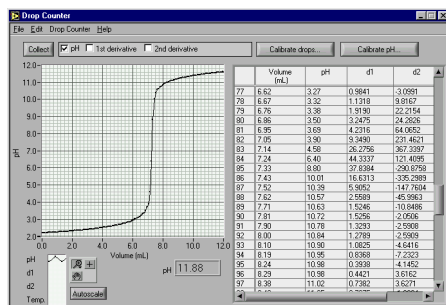 Drop Counter
File Edit Drop Counter Help
Collect pH 1st derivative 2nd derivative Calibrate drops... Calibrate pH...
12.0
11.0
10.0
9.0
8.0
7.0
6.0
5.0
4.0
3.0
2.0
pH
0.0 2.0 4.0 6.0 8.0 10.0 12.0
Volume (mL)
pH
d1
d2
Temp.
Autoscale
pH 11.88
Volume (mL) pH d1 d2
77 6.62 3.27 0.9841 -3.0991
78 6.67 3.32 1.1318 9.8167
79 6.76 3.38 1.9190 22.2154
80 6.86 3.50 3.2475 24.2826
81 6.95 3.69 4.2316 64.0652
82 7.05 3.90 9.3490 231.4621
83 7.14 4.58 26.2756 367.3397
84 7.24 6.40 44.3337 121.4095
85 7.33 8.80 37.8384 -290.8758
86 7.43 10.01 16.6313 -335.2989
87 7.52 10.39 5.9052 -147.7604
88 7.62 10.57 2.5589 -45.9963
89 7.71 10.63 1.5246 -10.8486
90 7.81 10.72 1.5256 -2.0506
91 7.90 10.78 1.3293 -2.5908
92 8.00 10.84 1.2789 -2.5909
93 8.10 10.90 1.0825 -4.6416
94 8.19 10.95 0.8368 -7.2323
95 8.24 10.98 0.3938 -4.1452
96 8.29 10.98 0.4421 3.6162
97 8.38 11.02 0.7382 3.6271